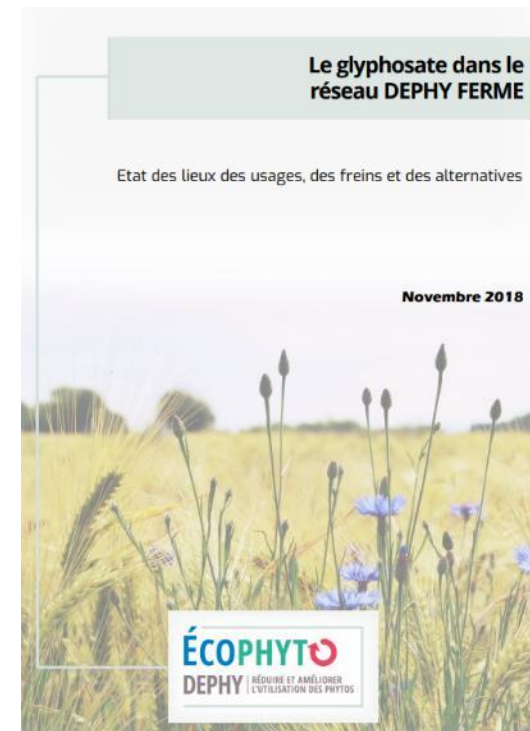 Le glyphosate dans le
réseau DEPHY FERME
Etat des lieux des usages, des freins et des alternatives
Novembre 2018
ÉCOPHYTO
DEPHY
RÉDUIRE ET AMÉLIORER
L'UTILISATION DES PHYTOS